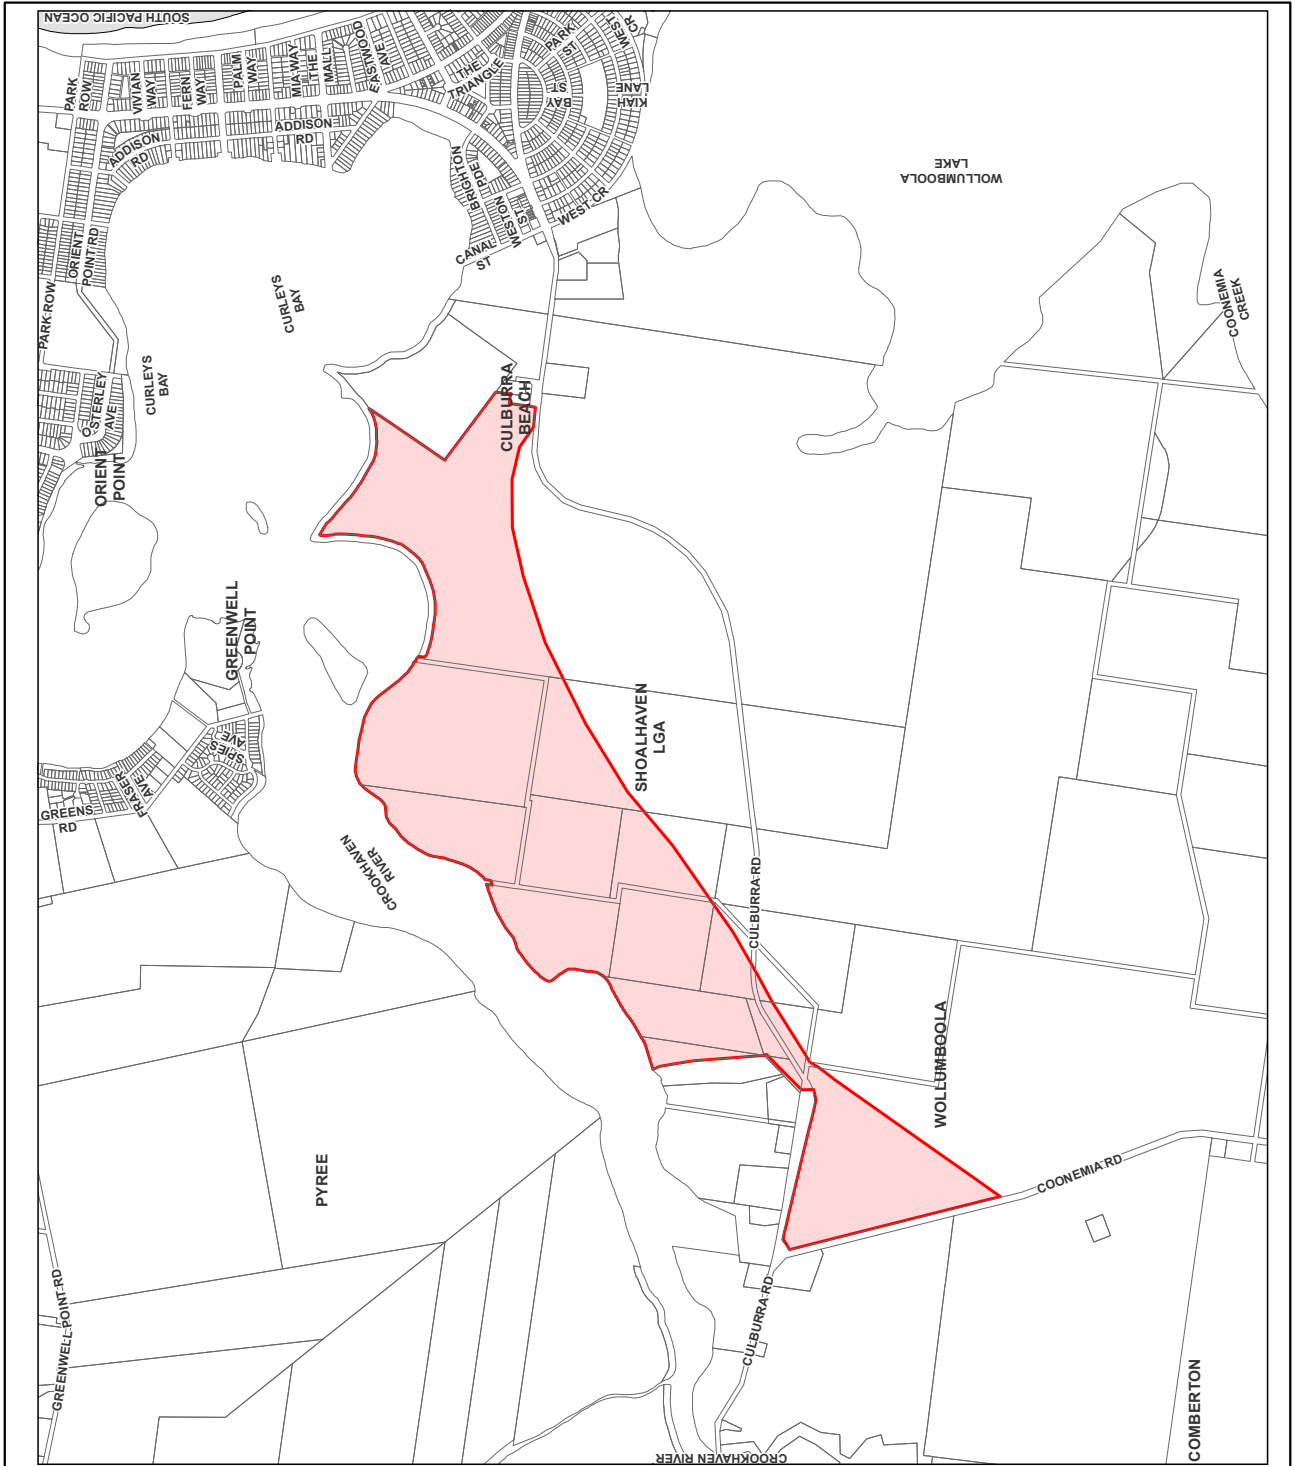 SOUTH PACIFIC OCEAN
PARK
ROW
VIVIAN
WAY
FERN
WAY
PALM
WAY
MIA WAY
THE
MALL
EASTWOOD
AVE
THE
TRIANGLE
PARK
ST
WEST
CR
BAY
ST
KIAH
LANE
ADDISON
RD
ADDISON
RD
BRIGHTON
PDE
WESTON
ST
WEST CR
CANAL
ST
WOLLUMBOOLA
LAKE
ORIENT
POINT RD
PARK ROW
CURLEYS
BAY
CURLEYS
BAY
COONEMIA
CREEK
OSTERLEY
AVE
ORIENT
POINT
CULBURRA
BEACH
GREENWELL
POINT
SPIES
AVE
FRASER
AVE
GREENS
RD
SHOALHAVEN
LGA
CROOKHAVEN
RIVER
CULBURRA RD
WOLLUMBOOLA
PYREE
COONEMIA RD
GREENWELL POINT RD
CULBURRA RD
COMBERTON
CROOKHAVEN RIVER